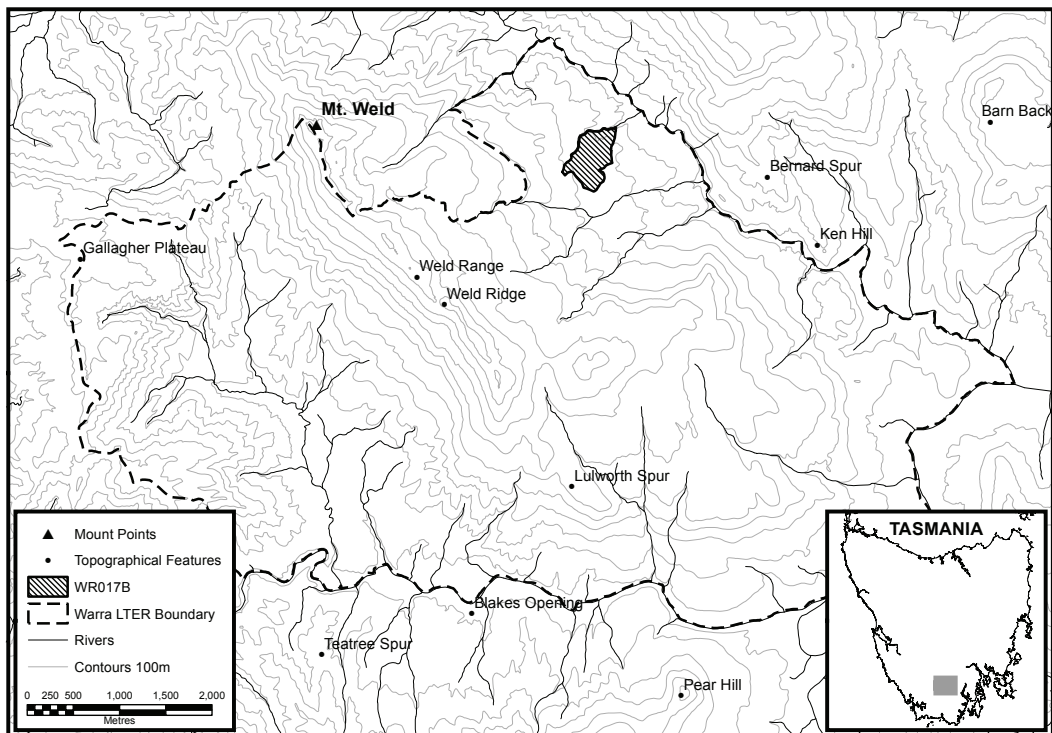 Mt. Weld
Barn Back
Bernard Spur
Ken Hill
Gallagher Plateau
Weld Range
Weld Ridge
Lulworth Spur
Blakes Opening
Teatree Spur
Pear Hill
Mount Points
Topographical Features
WR017B
Warra LTER Boundary
Rivers
Contours 100m
0 250 500 1,000 1,500 2,000
Metres
TASMANIA